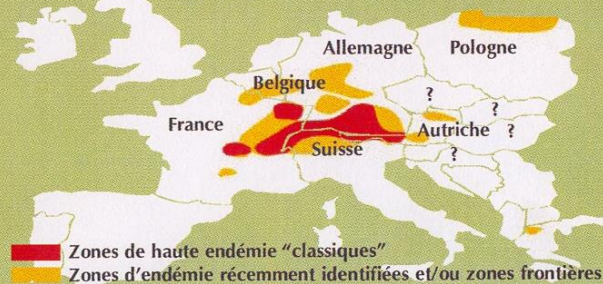 Allemagne
Pologne
Belgique
?
?
France
Autriche
?
Suisse
?
Zones de haute endémie "classiques"
Zones d'endémie récemment identifiées et/ou zones frontières